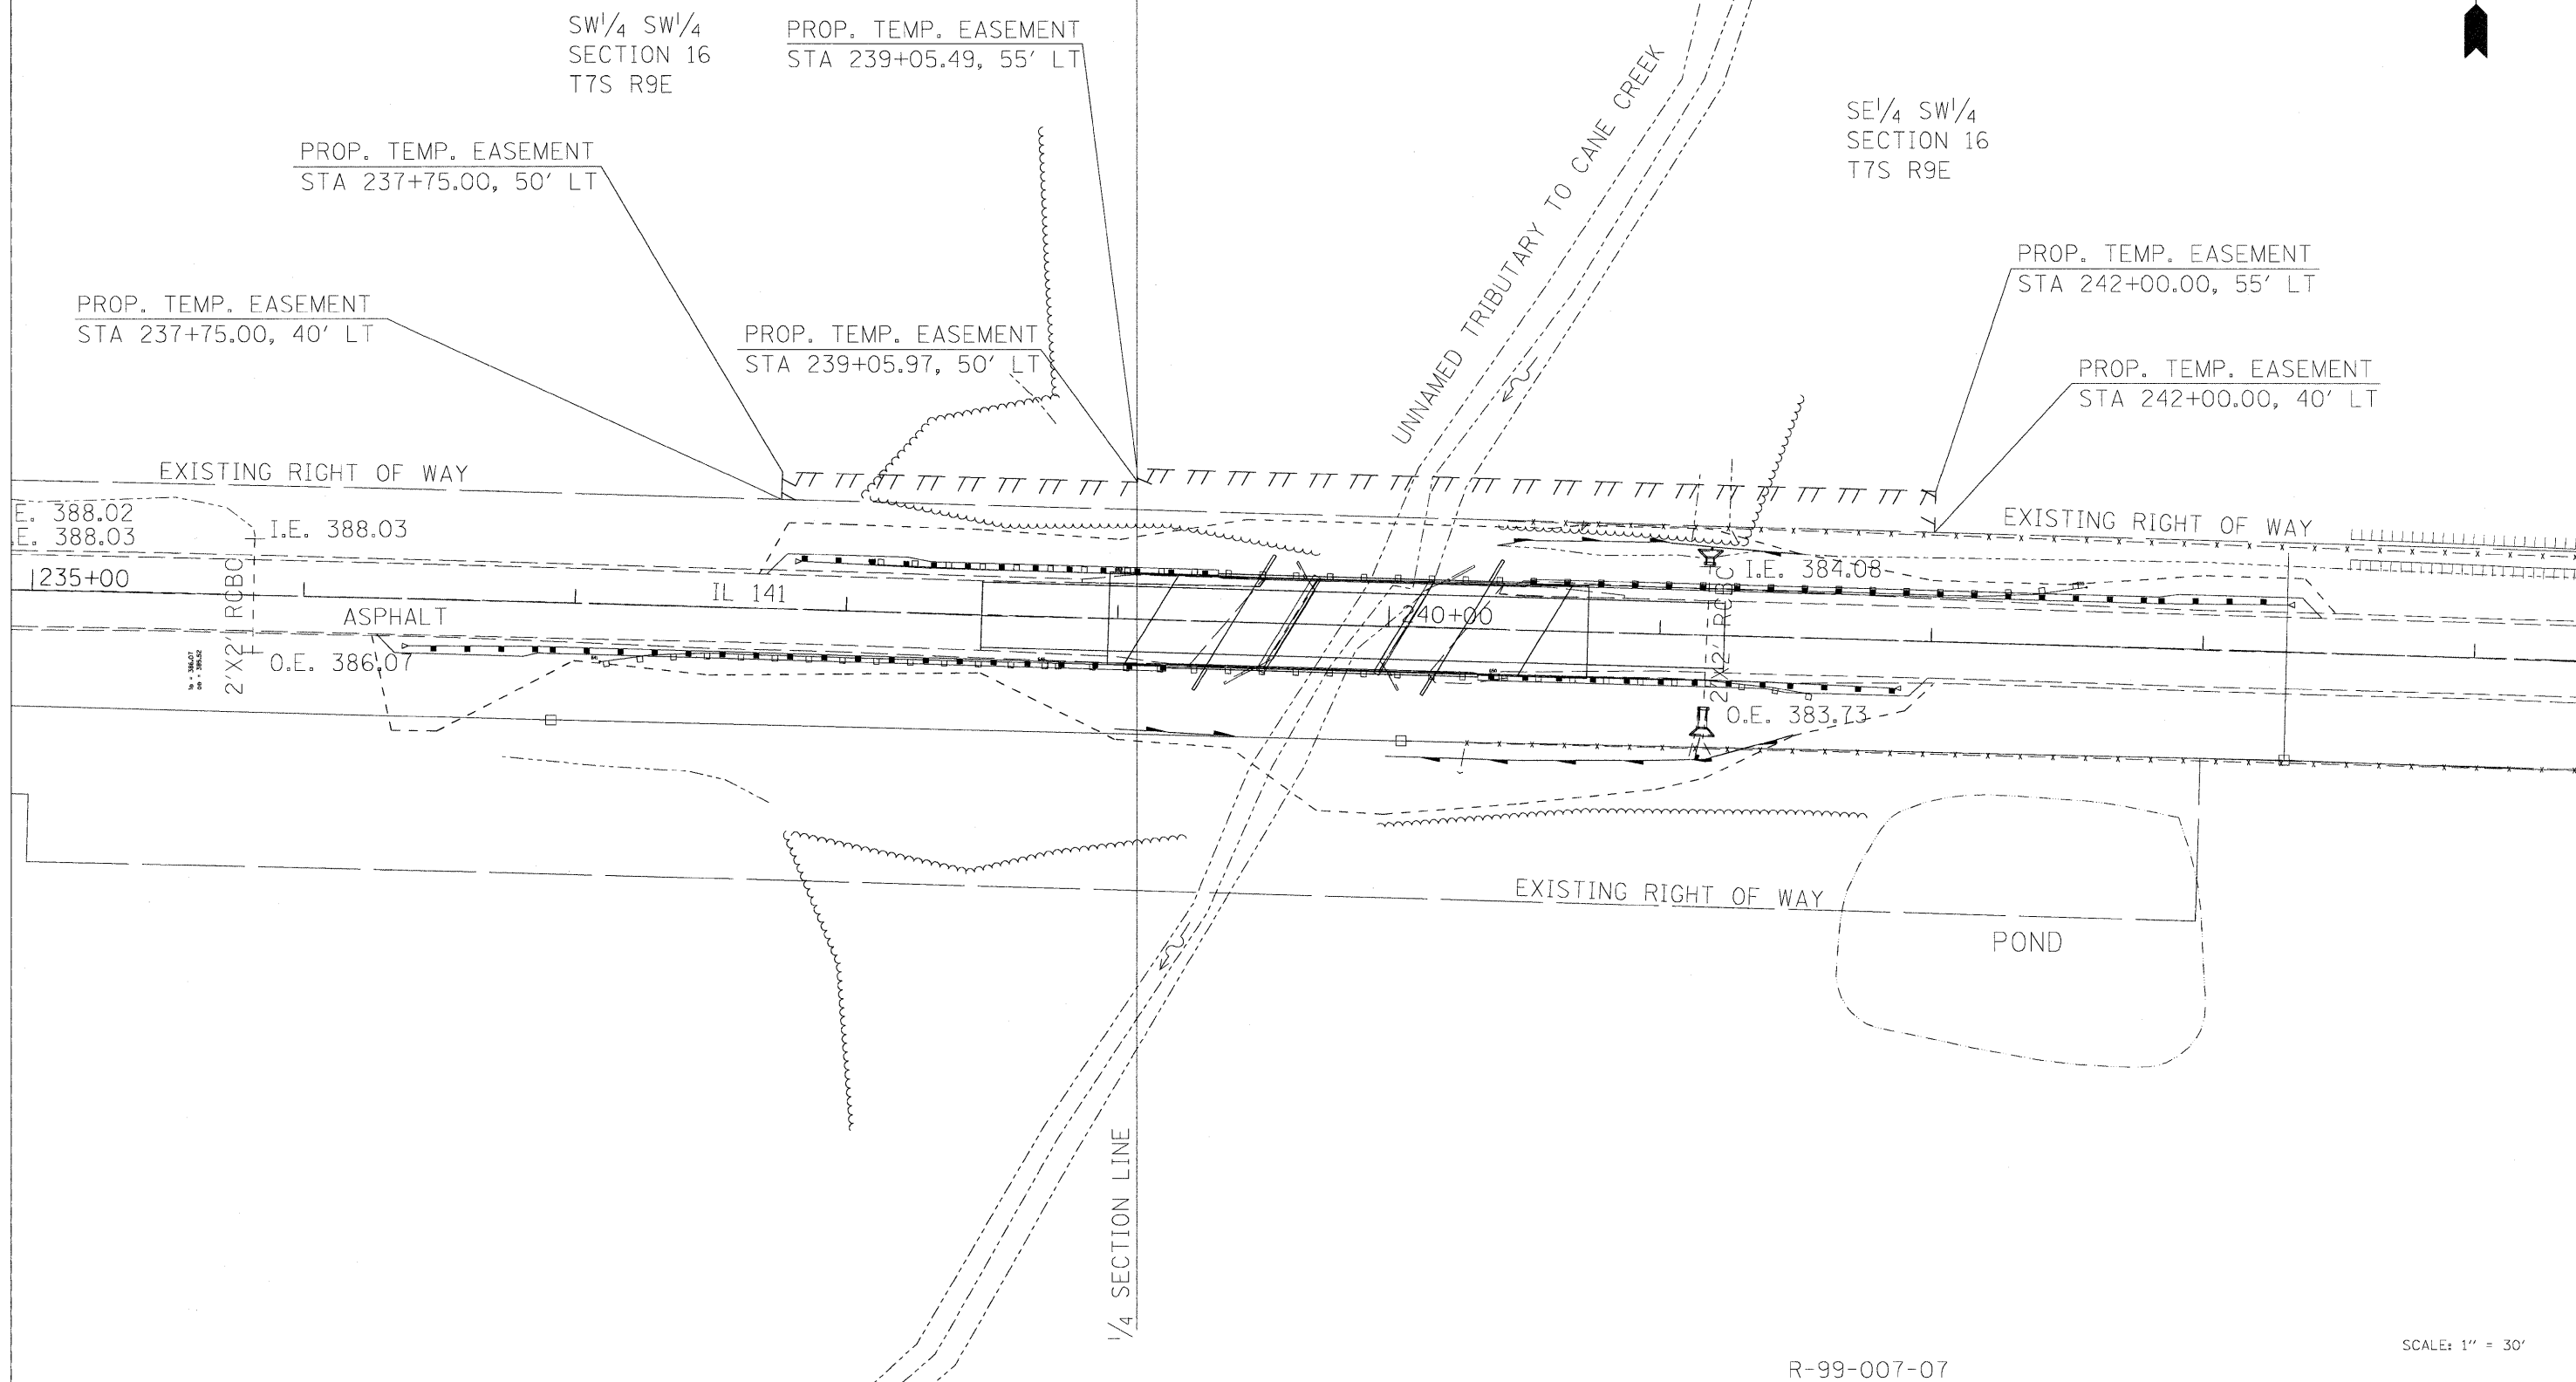 SW1/4 SW1/4
SECTION 16
T7S R9E
PROP. TEMP. EASEMENT
STA 239+05.49, 55' LT
SE1/4 SW1/4
SECTION 16
T7S R9E
PROP. TEMP. EASEMENT
STA 237+75.00, 50' LT
UNNAMED TRIBUTARY TO CANE CREEK
PROP. TEMP. EASEMENT
STA 242+00.00, 55' LT
PROP. TEMP. EASEMENT
STA 237+75.00, 40' LT
PROP. TEMP. EASEMENT
STA 239+05.97, 50' LT
PROP. TEMP. EASEMENT
STA 242+00.00, 40' LT
EXISTING RIGHT OF WAY
EXISTING RIGHT OF WAY
E. 388.02
.E. 388.03
I.E. 388.03
235+00
2'X2' RCBC
IL 141
ASPHALT
240+00
2'X2' RCBC
I.E. 384.08
O.E. 386.07
O.E. 383.73
EXISTING RIGHT OF WAY
POND
1/4 SECTION LINE
SCALE: 1" = 30'
R-99-007-07